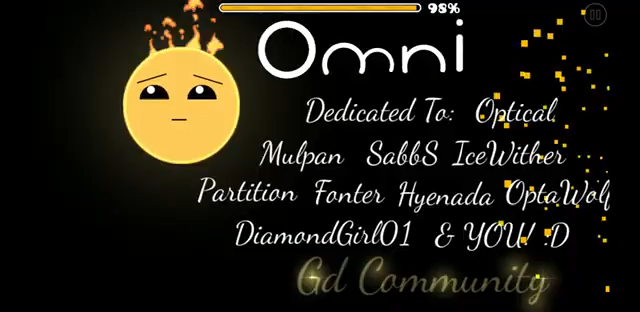 98%
Omni
Dedicated To: Optical
Mulpan SabbS IceWither
Partition Fonter Hyenada OptaWolf
DiamondGirl01 & YOU! :D
Gd Community